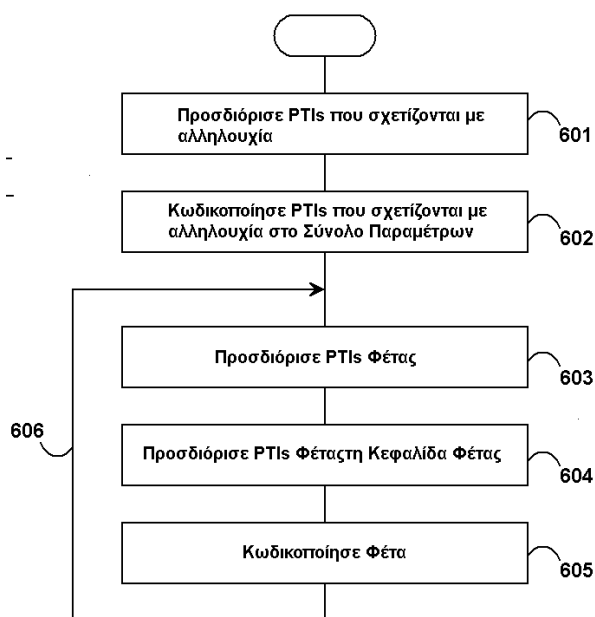 Προσδιόρισε PTIs που σχετίζονται με
αλληλουχία
601
Κωδικοποίησε PTIs που σχετίζονται με
αλληλουχία στο Σύνολο Παραμέτρων
602
Προσδιόρισε PTIs Φέτας
603
606
Προσδιόρισε PTIs Φέταςτη Κεφαλίδα Φέτας
604
Κωδικοποίησε Φέτα
605